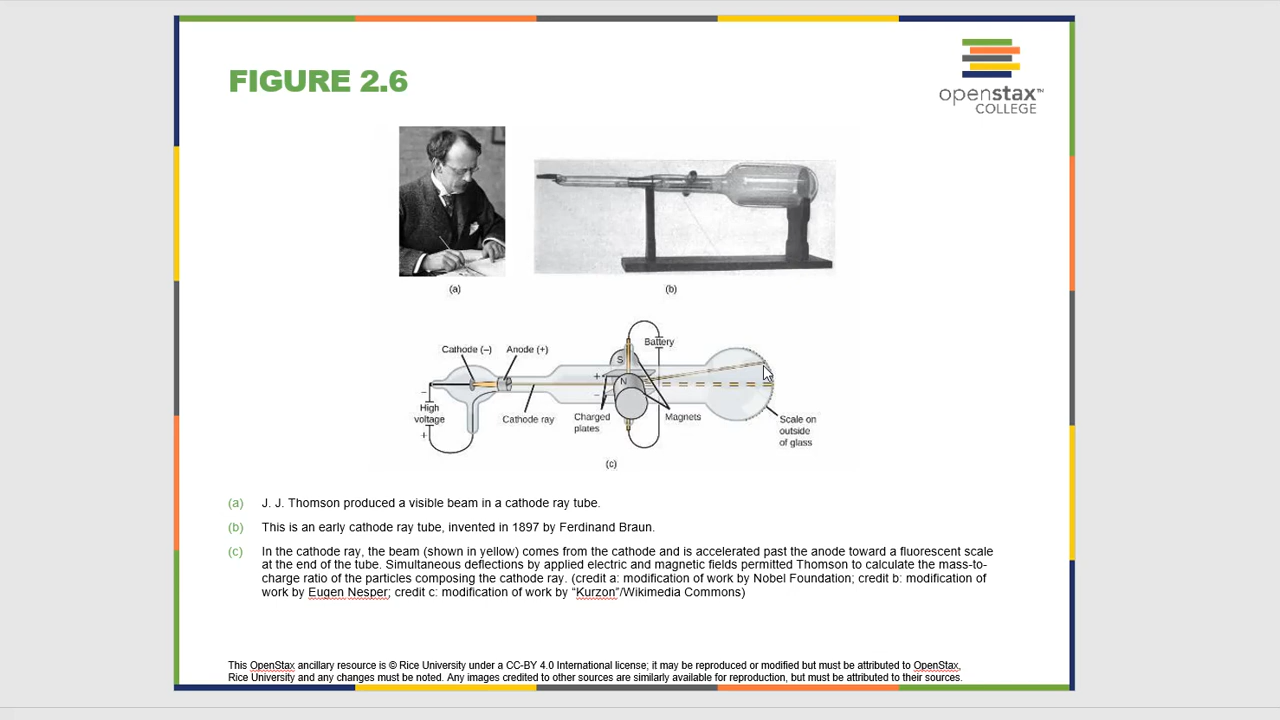 FIGURE 2.6
openstax™
COLLEGE
(a)
(b)
Cathode (–)
Anode (+)
Battery
S
+
N
–
–
High
voltage
+
Cathode ray
Charged
plates
Magnets
Scale on
outside
of glass
(c)
(a) J. J. Thomson produced a visible beam in a cathode ray tube.
(b) This is an early cathode ray tube, invented in 1897 by Ferdinand Braun.
(c) In the cathode ray, the beam (shown in yellow) comes from the cathode and is accelerated past the anode toward a fluorescent scale
at the end of the tube. Simultaneous deflections by applied electric and magnetic fields permitted Thomson to calculate the mass-to-
charge ratio of the particles composing the cathode ray. (credit a: modification of work by Nobel Foundation; credit b: modification of
work by Eugen Nesper; credit c: modification of work by “Kurzon”/Wikimedia Commons)
This OpenStax ancillary resource is © Rice University under a CC-BY 4.0 International license; it may be reproduced or modified but must be attributed to OpenStax,
Rice University and any changes must be noted. Any images credited to other sources are similarly available for reproduction, but must be attributed to their sources.